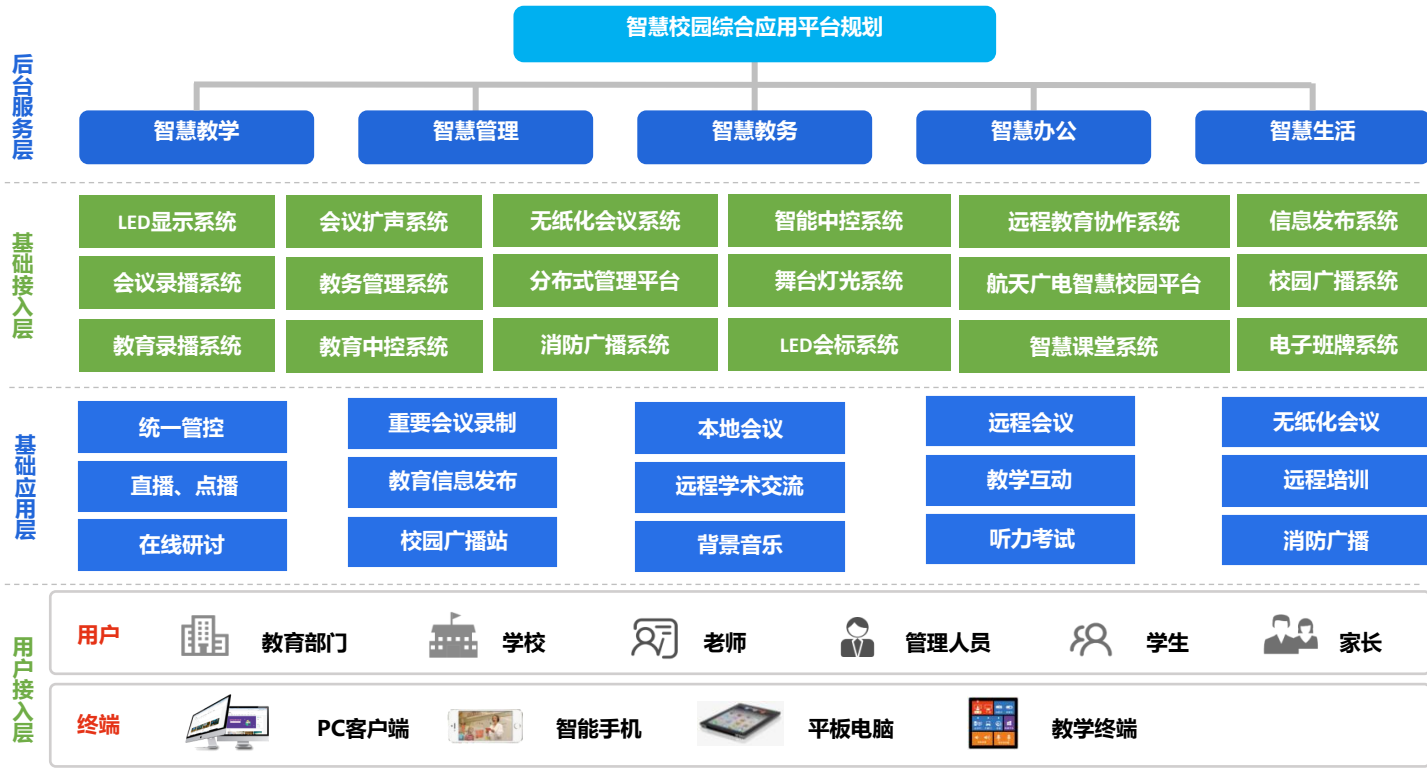 智慧校园综合应用平台规划
后台服务层
智慧教学
智慧管理
智慧教务
智慧办公
智慧生活
基础接入层
LED显示系统
会议扩声系统
无纸化会议系统
智能中控系统
远程教育协作系统
信息发布系统
会议录播系统
教务管理系统
分布式管理平台
舞台灯光系统
航天广电智慧校园平台
校园广播系统
教育录播系统
教育中控系统
消防广播系统
LED会标系统
智慧课堂系统
电子班牌系统
基础应用层
统一管控
重要会议录制
本地会议
远程会议
无纸化会议
直播、点播
教育信息发布
远程学术交流
教学互动
远程培训
在线研讨
校园广播站
背景音乐
听力考试
消防广播
用户接入层
用户
教育部门
学校
老师
管理人员
学生
家长
终端
PC客户端
智能手机
平板电脑
教学终端